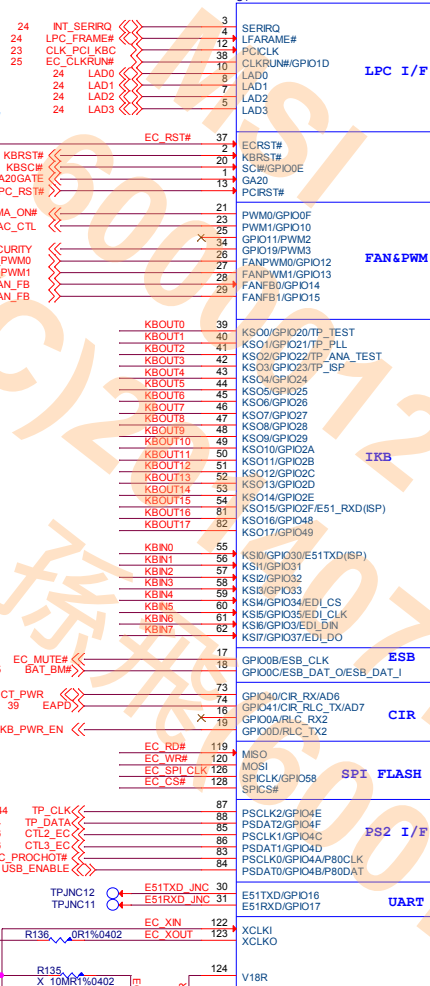 24 INT_SERIRQ 3 SERIRQ
24 LPC_FRAME# 4 LFARAME#
23 CLK_PCI_KBC 12 PCICLK
25 EC_CLKRUN# 38 CLKRUN#/GPIO1D
24 LAD0 10 LAD0
24 LAD1 8 LAD1
24 LAD2 7 LAD2
24 LAD3 5 LAD3
LPC I/F
EC_RST# 37 ECRST#
KBRST# 2 KBRST#
KBSCI# 20 SCI#/GPIO0E
A20GATE 1 GA20
PC_RST# 13 PCIRST#
MA_ON# 21 PWM0/GPIO0F
AC_CTL 23 PWM1/GPIO10
25 GPIO11/PWM2
CURITY 34 GPIO19/PWM3
PWM0 26 FANPWM0/GPIO12
PWM1 27 FANPWM1/GPIO13
AN_FB 28 FANFB0/GPIO14
AN_FB 29 FANFB1/GPIO15
FAN&PWM
KBOUT0 39 KSO0/GPIO20/TP_TEST
KBOUT1 40 KSO1/GPIO21/TP_PLL
KBOUT2 41 KSO2/GPIO22/TP_ANA_TEST
KBOUT3 42 KSO3/GPIO23/TP_ISP
KBOUT4 43 KSO4/GPIO24
KBOUT5 44 KSO5/GPIO25
KBOUT6 45 KSO6/GPIO26
KBOUT7 46 KSO7/GPIO27
KBOUT8 47 KSO8/GPIO28
KBOUT9 48 KSO9/GPIO29
KBOUT10 49 KSO10/GPIO2A
KBOUT11 50 KSO11/GPIO2B
KBOUT12 51 KSO12/GPIO2C
KBOUT13 52 KSO13/GPIO2D
KBOUT14 53 KSO14/GPIO2E
KBOUT15 54 KSO15/GPIO2F/E51_RXD(ISP)
KBOUT16 81 KSO16/GPIO48
KBOUT17 82 KSO17/GPIO49
IKB
KBIN0 55 KSI0/GPIO30/E51TXD(ISP)
KBIN1 56 KSI1/GPIO31
KBIN2 57 KSI2/GPIO32
KBIN3 58 KSI3/GPIO33
KBIN4 59 KSI4/GPIO34/EDI_CS
KBIN5 60 KSI5/GPIO35/EDI_CLK
KBIN6 61 KSI6/GPIO3/EDI_DIN
KBIN7 62 KSI7/GPIO37/EDI_DO
EC_MUTE# 17 GPIO0B/ESB_CLK
BAT_BM# 18 GPIO0C/ESB_DAT_O/ESB_DAT_I
ESB
CT_PWR 73 GPIO40/CIR_RX/AD6
39 EAPD 74 GPIO41/CIR_RLC_TX/AD7
16 GPIO0A/RLC_RX2
KB_PWR_EN 19 GPIO0D/RLC_TX2
CIR
EC_RD# 119 MISO
EC_WR# 120 MOSI
EC_SPI_CLK 126 SPICLK/GPIO58
EC_CS# 128 SPICS#
SPI FLASH
44 TP_CLK 87 PSCLK2/GPIO4E
TP_DATA 88 PSDAT2/GPIO4F
CTL2_EC 85 PSCLK1/GPIO4C
CTL3_EC 86 PSDAT1/GPIO4D
C_PROCHOT# 83 PSCLK0/GPIO4A/P80CLK
USB_ENABLE 84 PSDAT0/GPIO4B/P80DAT
PS2 I/F
TPJNC12 E51TXD_JNC 30 E51TXD/GPIO16
TPJNC11 E51RXD_JNC 31 E51RXD/GPIO17
UART
EC_XIN 122 XCLKI
R136 0R1%0402 EC_XOUT 123 XCLKO
R135 124 V18R
X_10MR1%0402
MSI